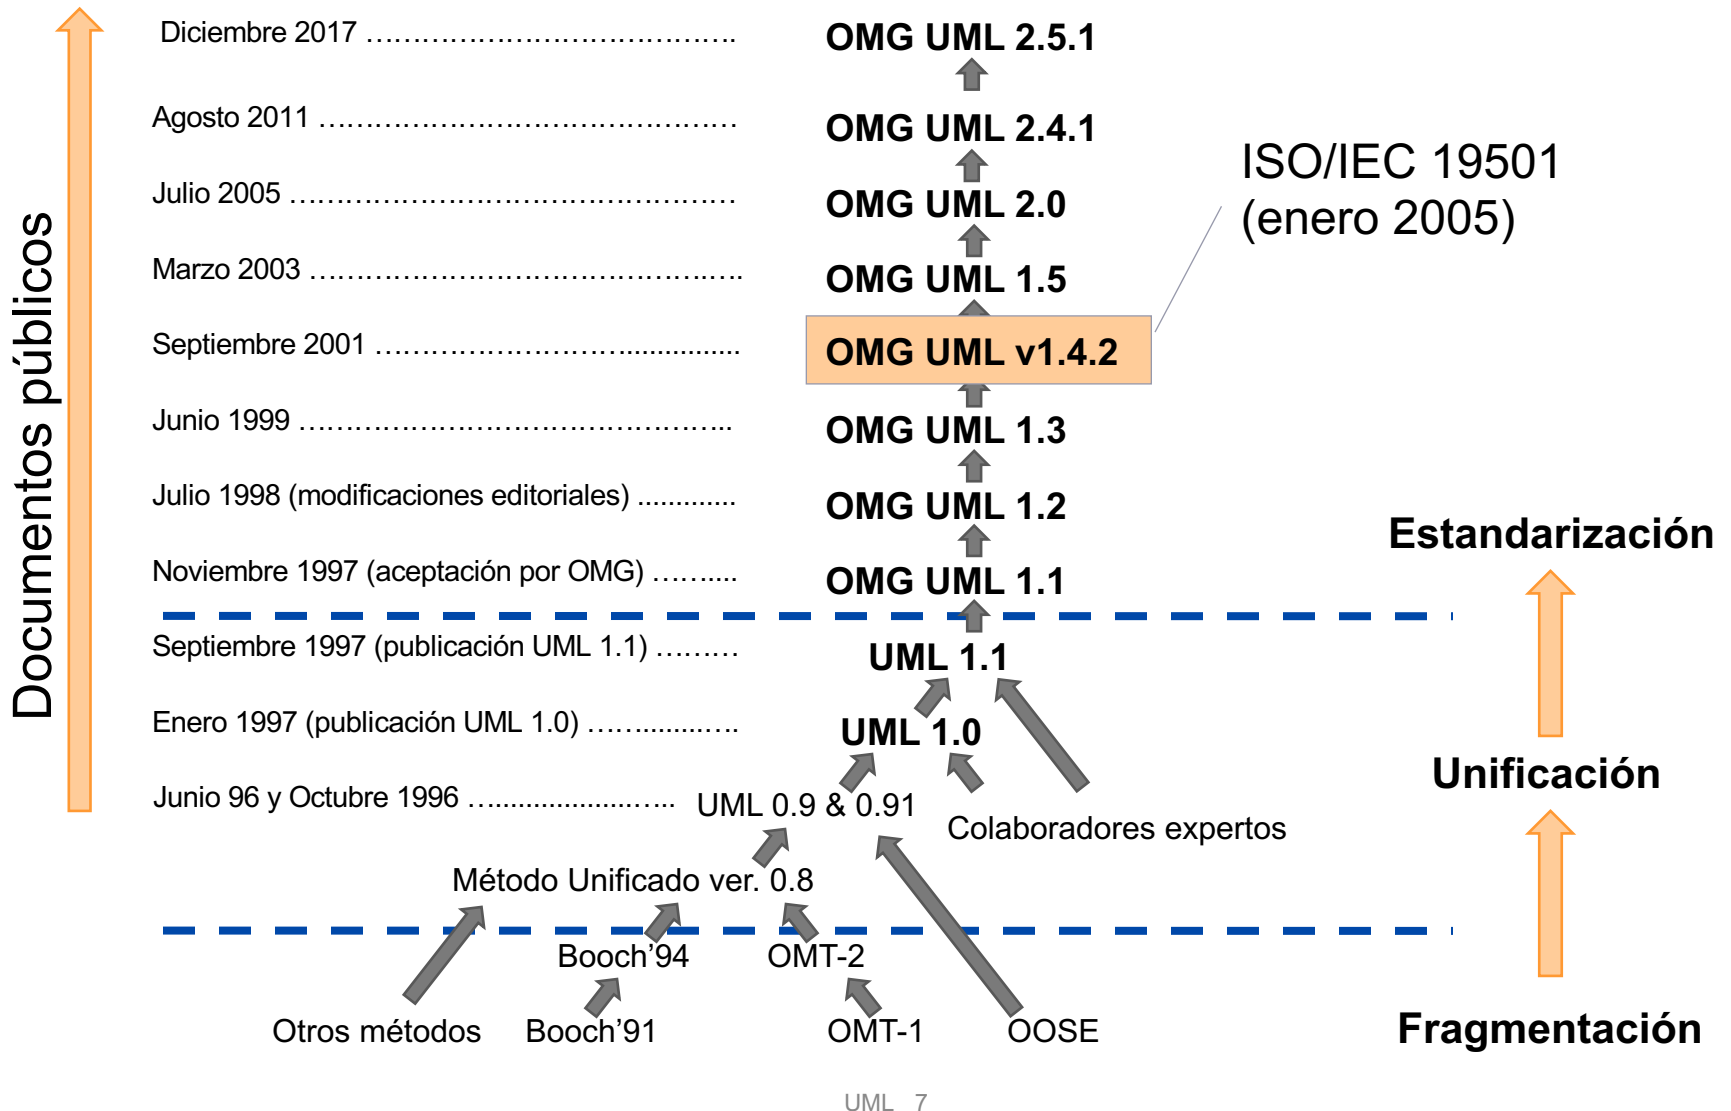 Documentos públicos
Diciembre 2017 ……………………………………….
OMG UML 2.5.1
Agosto 2011 ……………………………………………
OMG UML 2.4.1
ISO/IEC 19501
(enero 2005)
Julio 2005 ………………………………………………
OMG UML 2.0
Marzo 2003 ……………………………………………..
OMG UML 1.5
Septiembre 2001 …………………………...............
OMG UML v1.4.2
Junio 1999 ……………………………………………...
OMG UML 1.3
Julio 1998 (modificaciones editoriales) .............
OMG UML 1.2
Estandarización
Noviembre 1997 (aceptación por OMG) …….....
OMG UML 1.1
Septiembre 1997 (publicación UML 1.1) ………
UML 1.1
Enero 1997 (publicación UML 1.0) …….........…..
UML 1.0
Unificación
Junio 96 y Octubre 1996 …......................…..
UML 0.9 & 0.91
Colaboradores expertos
Método Unificado ver. 0.8
Booch’94
OMT-2
Otros métodos
Booch’91
OMT-1
OOSE
Fragmentación
UML 7